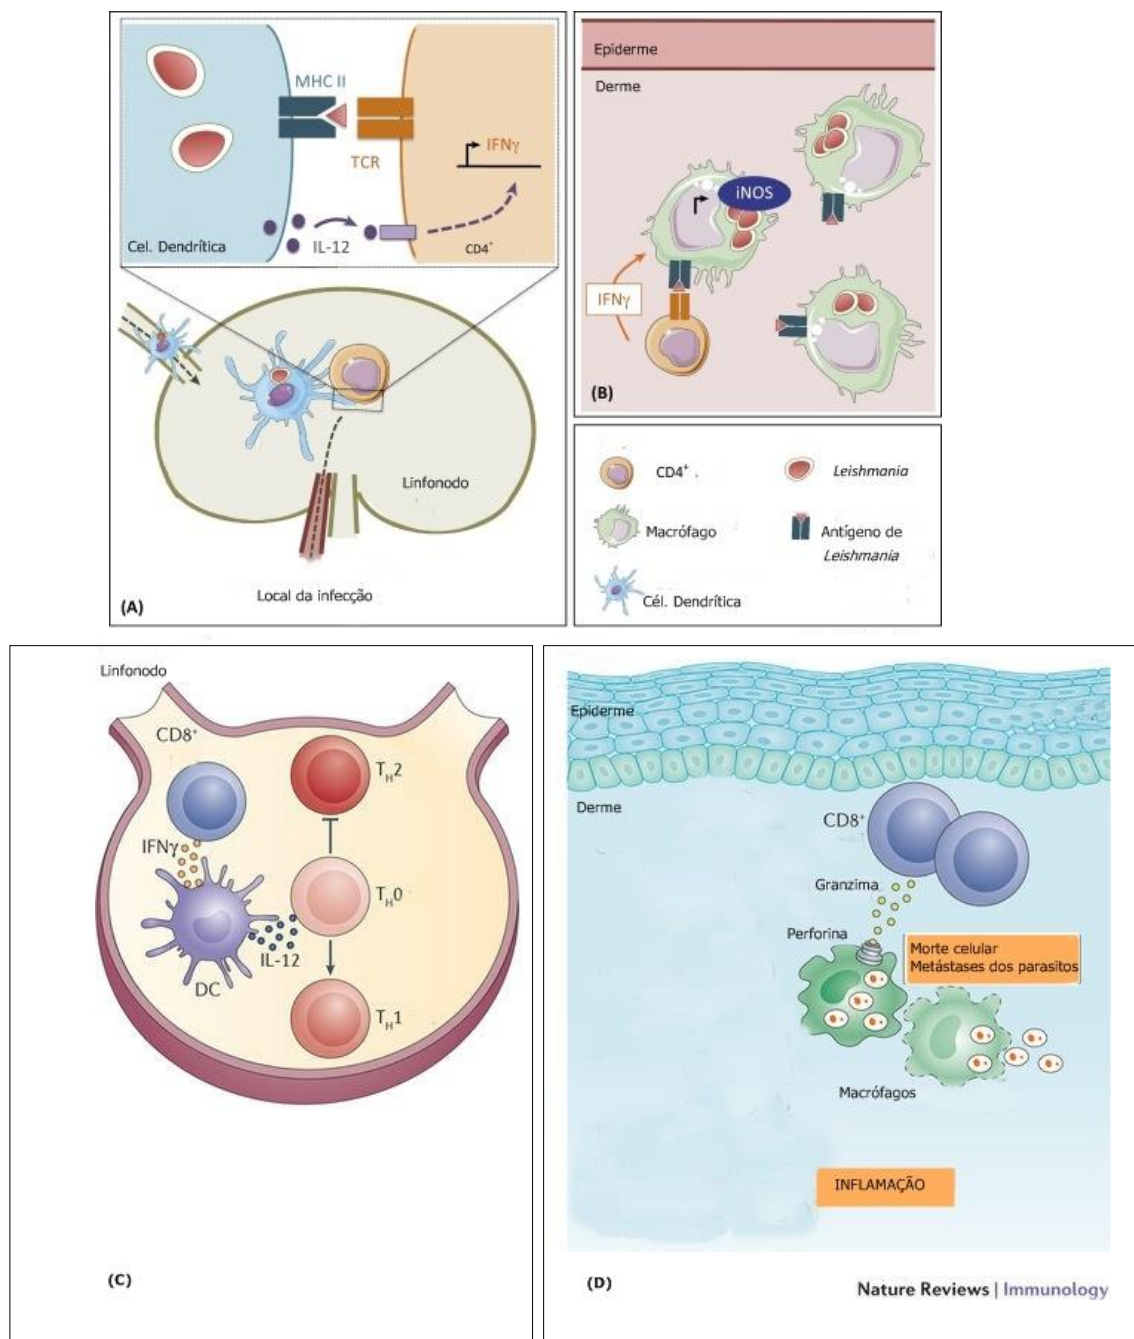 MHC II
TCR
IFNγ
IL-12
Cel. Dendrítica
CD4⁺
Linfonodo
Local da infecção
(A)
Epiderme
Derme
iNOS
IFNγ
(B)
CD4⁺
Leishmania
Macrófago
Antígeno de
Leishmania
Cél. Dendrítica
Linfonodo
CD8⁺
TH2
IFNγ
TH0
IL-12
DC
TH1
(C)
Epiderme
Derme
CD8⁺
Granzima
Perforina
Morte celular
Metástases dos parasitos
Macrófagos
INFLAMAÇÃO
(D)
Nature Reviews | Immunology